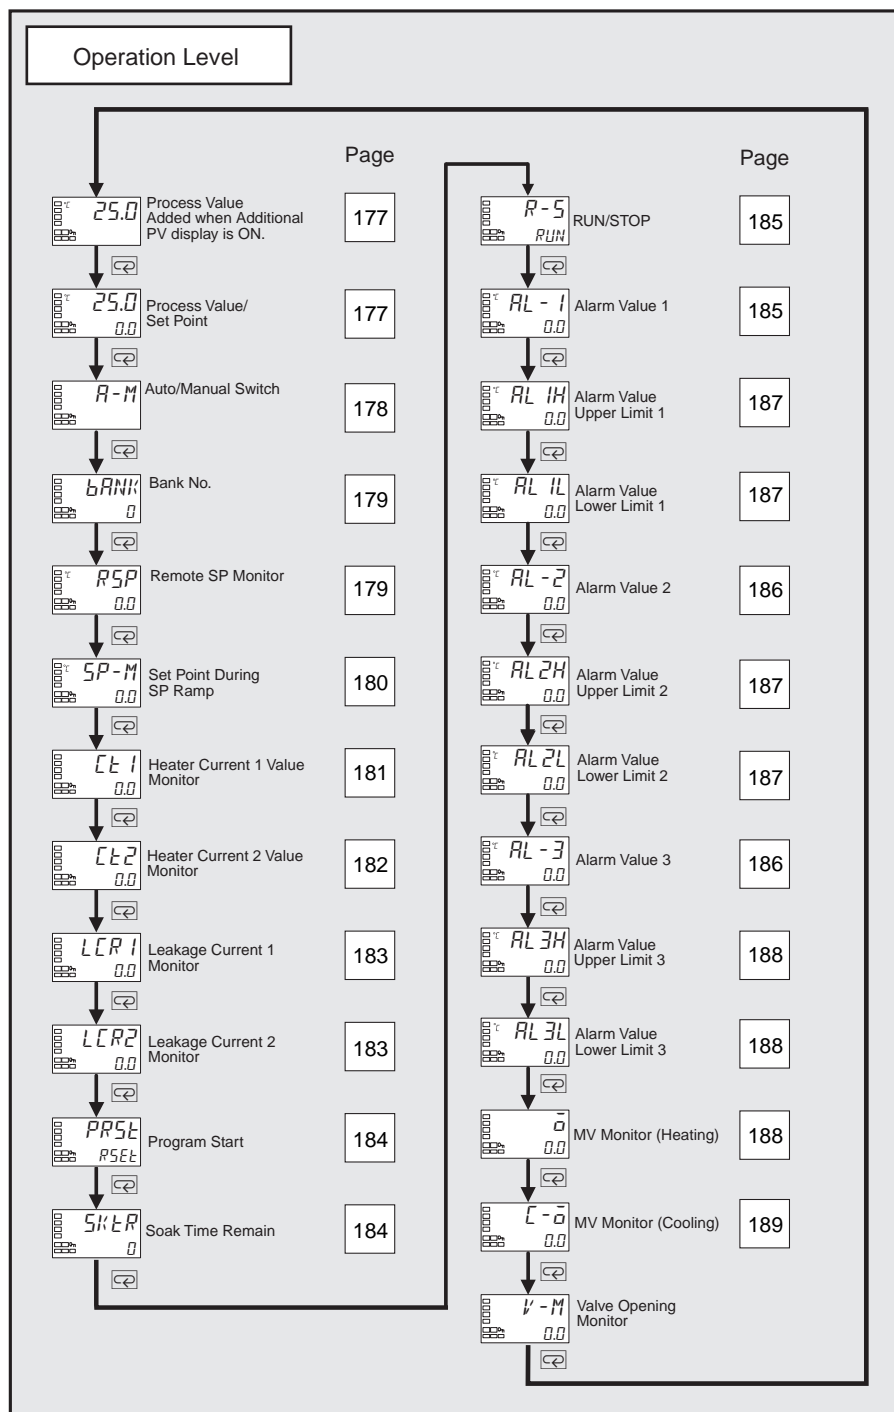 Operation Level
Page
25.0
℃
Process Value
Added when Additional
PV display is ON.
177
25.0
℃
0.0
Process Value/
Set Point
177
A-M
Auto/Manual Switch
178
bANK
0
Bank No.
179
RSP
℃
0.0
Remote SP Monitor
179
SP-M
℃
0.0
Set Point During
SP Ramp
180
Ct1
0.0
Heater Current 1 Value
Monitor
181
Ct2
0.0
Heater Current 2 Value
Monitor
182
LCR1
0.0
Leakage Current 1
Monitor
183
LCR2
0.0
Leakage Current 2
Monitor
183
PRSt
RSEt
Program Start
184
SKtR
0
Soak Time Remain
184
Page
R-S
RUN
RUN/STOP
185
AL-1
℃
0.0
Alarm Value 1
185
AL1H
℃
0.0
Alarm Value
Upper Limit 1
187
AL1L
℃
0.0
Alarm Value
Lower Limit 1
187
AL-2
℃
0.0
Alarm Value 2
186
AL2H
℃
0.0
Alarm Value
Upper Limit 2
187
AL2L
℃
0.0
Alarm Value
Lower Limit 2
187
AL-3
℃
0.0
Alarm Value 3
186
AL3H
℃
0.0
Alarm Value
Upper Limit 3
188
AL3L
℃
0.0
Alarm Value
Lower Limit 3
188
ō
0.0
MV Monitor (Heating)
188
C-ō
0.0
MV Monitor (Cooling)
189
V-M
0.0
Valve Opening
Monitor